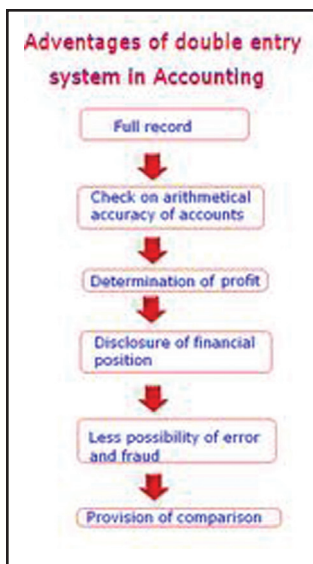 Adventages of double entry
system in Accounting
Full record
Check on arithmetical
accuracy of accounts
Determination of profit
Disclosure of financial
position
Less possibility of error
and fraud
Provision of comparison